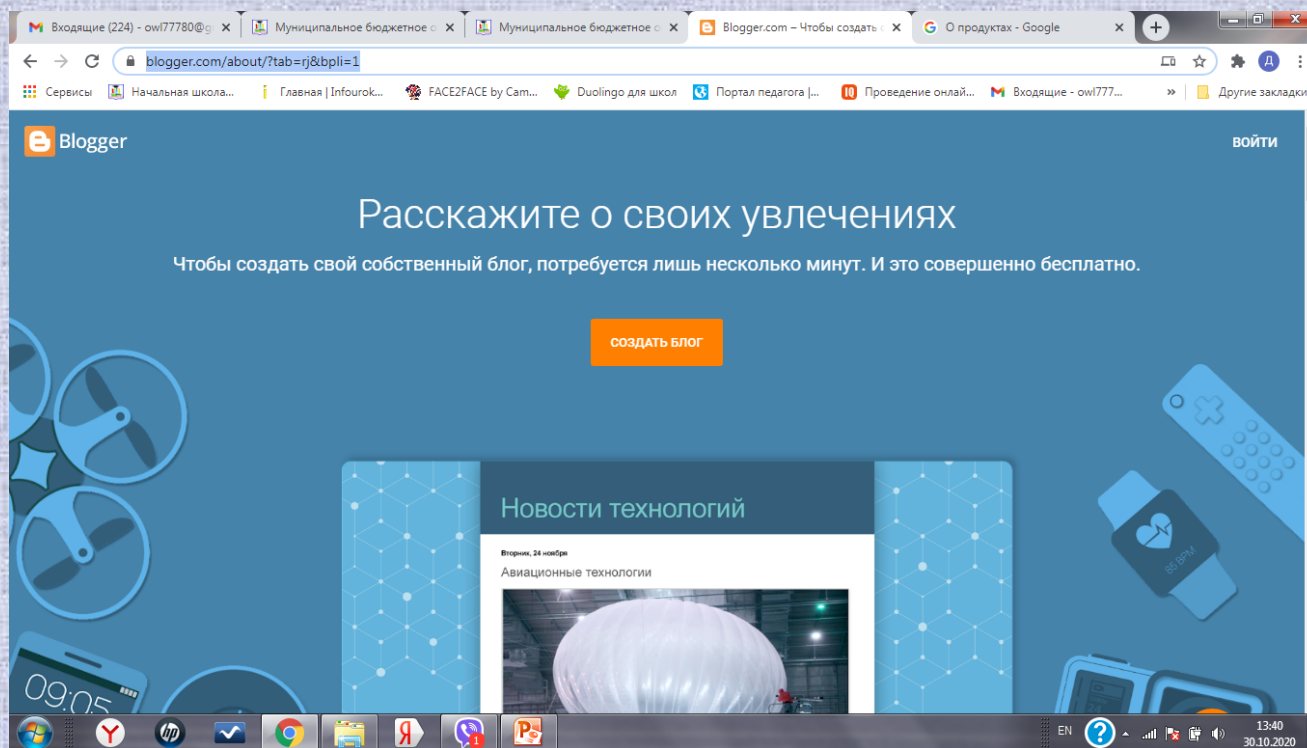 Входящие (224) - owl77780@g
Муниципальное бюджетное о
Муниципальное бюджетное о
Blogger.com – Чтобы создать с
О продуктах - Google
blogger.com/about/?tab=rj&bpli=1
Д
Сервисы
Начальная школа...
Главная | Infourok...
FACE2FACE by Cam...
Duolingo для школ
Портал педагога |...
Проведение онлай...
Входящие - owl777...
»
Другие закладки
Blogger
ВОЙТИ
Расскажите о своих увлечениях
Чтобы создать свой собственный блог, потребуется лишь несколько минут. И это совершенно бесплатно.
СОЗДАТЬ БЛОГ
Новости технологий
Вторник, 24 ноября
Авиационные технологии
85 BPM
09:05
EN
13:40
30.10.2020